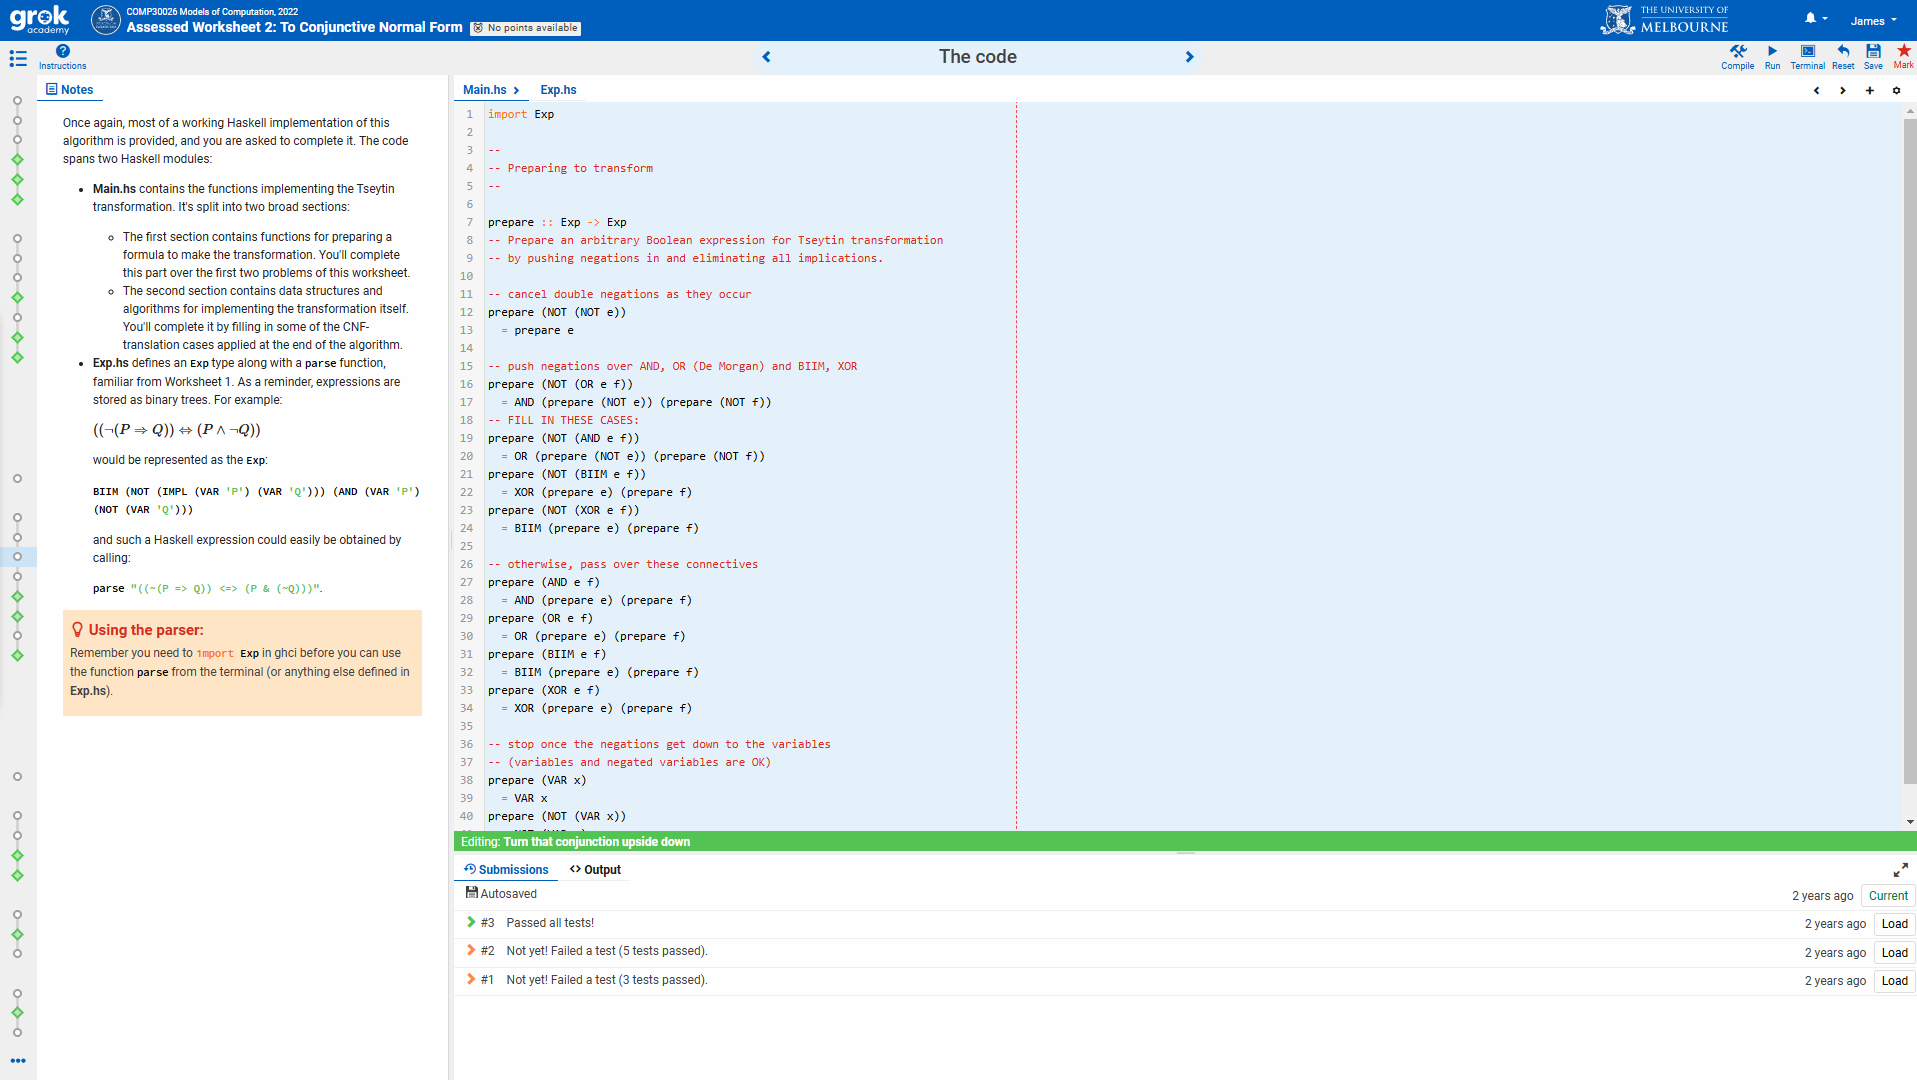 grok
academy
COMP30026 Models of Computation, 2022
Assessed Worksheet 2: To Conjunctive Normal Form
No points available
THE UNIVERSITY OF
MELBOURNE
James
Instructions
The code
Compile
Run
Terminal
Reset
Save
Mark
Notes
Once again, most of a working Haskell implementation of this
algorithm is provided, and you are asked to complete it. The code
spans two Haskell modules:
• Main.hs contains the functions implementing the Tseytin
transformation. It's split into two broad sections:
◦ The first section contains functions for preparing a
formula to make the transformation. You'll complete
this part over the first two problems of this worksheet.
◦ The second section contains data structures and
algorithms for implementing the transformation itself.
You'll complete it by filling in some of the CNF-
translation cases applied at the end of the algorithm.
• Exp.hs defines an Exp type along with a parse function,
familiar from Worksheet 1. As a reminder, expressions are
stored as binary trees. For example:
((¬(P ⇒ Q)) ⇔ (P ∧ ¬Q))
would be represented as the Exp:
BIIM (NOT (IMPL (VAR 'P') (VAR 'Q'))) (AND (VAR 'P')
(NOT (VAR 'Q')))
and such a Haskell expression could easily be obtained by
calling:
parse "((~(P => Q)) <=> (P & (~Q)))".
Using the parser:
Remember you need to import Exp in ghci before you can use
the function parse from the terminal (or anything else defined in
Exp.hs).
Main.hs
Exp.hs
1 import Exp
2
3 --
4 -- Preparing to transform
5 --
6
7 prepare :: Exp -> Exp
8 -- Prepare an arbitrary Boolean expression for Tseytin transformation
9 -- by pushing negations in and eliminating all implications.
10
11 -- cancel double negations as they occur
12 prepare (NOT (NOT e))
13 = prepare e
14
15 -- push negations over AND, OR (De Morgan) and BIIM, XOR
16 prepare (NOT (OR e f))
17 = AND (prepare (NOT e)) (prepare (NOT f))
18 -- FILL IN THESE CASES:
19 prepare (NOT (AND e f))
20 = OR (prepare (NOT e)) (prepare (NOT f))
21 prepare (NOT (BIIM e f))
22 = XOR (prepare e) (prepare f)
23 prepare (NOT (XOR e f))
24 = BIIM (prepare e) (prepare f)
25
26 -- otherwise, pass over these connectives
27 prepare (AND e f)
28 = AND (prepare e) (prepare f)
29 prepare (OR e f)
30 = OR (prepare e) (prepare f)
31 prepare (BIIM e f)
32 = BIIM (prepare e) (prepare f)
33 prepare (XOR e f)
34 = XOR (prepare e) (prepare f)
35
36 -- stop once the negations get down to the variables
37 -- (variables and negated variables are OK)
38 prepare (VAR x)
39 = VAR x
40 prepare (NOT (VAR x))
Editing: Turn that conjunction upside down
Submissions
Output
Autosaved
2 years ago
Current
#3 Passed all tests!
2 years ago
Load
#2 Not yet! Failed a test (5 tests passed).
2 years ago
Load
#1 Not yet! Failed a test (3 tests passed).
2 years ago
Load